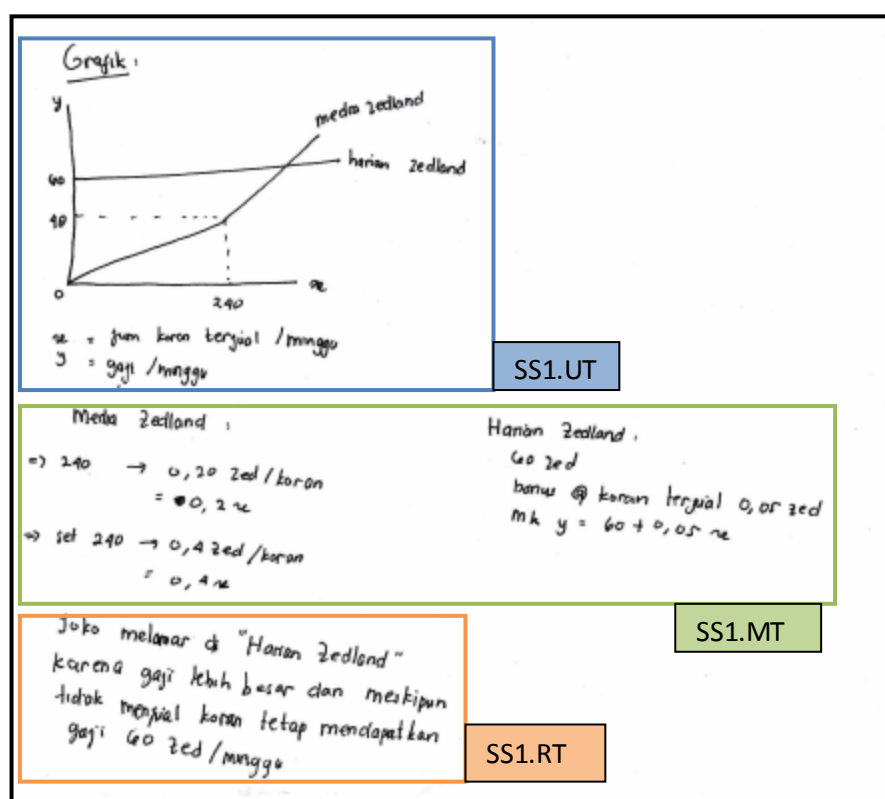 Grafik :
y
media zedland
harian zedland
60
40
0
240
x
x = jum koran terjual /minggu
y = gaji /minggu
SS1.UT
Media Zedland :
=> 240 → 0,20 zed/koran
= 0,2 x
=> set 240 → 0,4 zed/koran
= 0,4 x
Harian Zedland :
60 zed
bonus @ koran terjual 0,05 zed
mk y = 60 + 0,05 x
SS1.MT
Joko melamar di "Harian Zedland"
karena gaji lebih besar dan meskipun
tidak menjual koran tetap mendapatkan
gaji 60 zed/minggu
SS1.RT